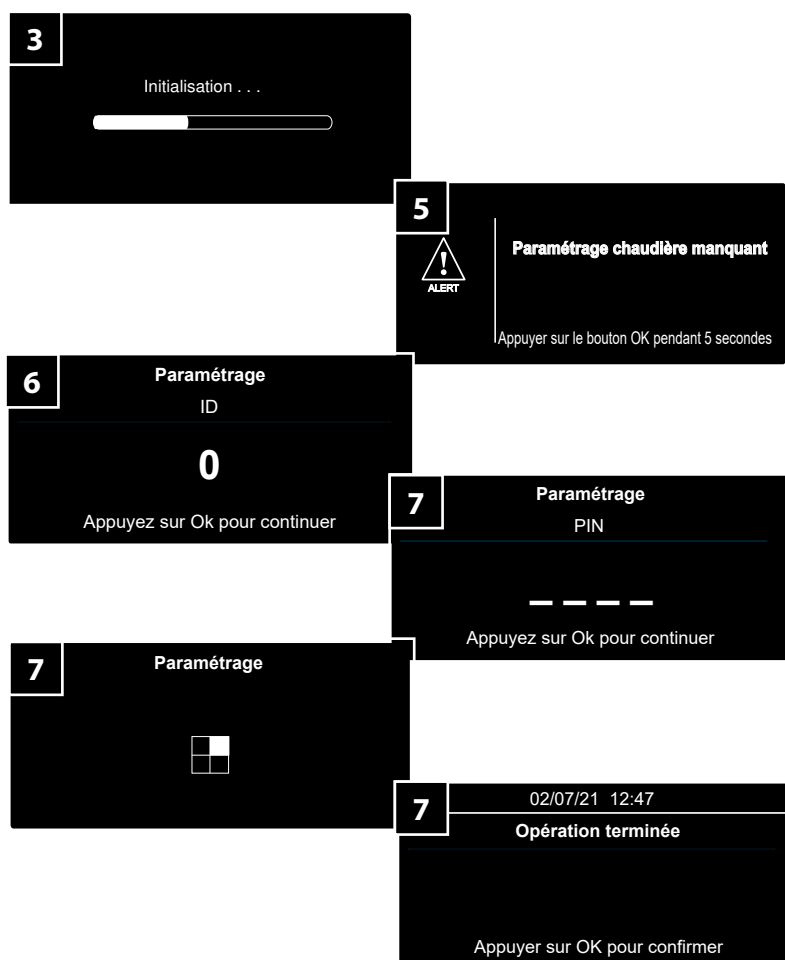 3
Initialisation . . .
5
ALERT
Paramétrage chaudière manquant
Appuyer sur le bouton OK pendant 5 secondes
6
Paramétrage
ID
0
Appuyez sur Ok pour continuer
7
Paramétrage
PIN
_ _ _ _
Appuyez sur Ok pour continuer
7
Paramétrage
7
02/07/21 12:47
Opération terminée
Appuyer sur OK pour confirmer